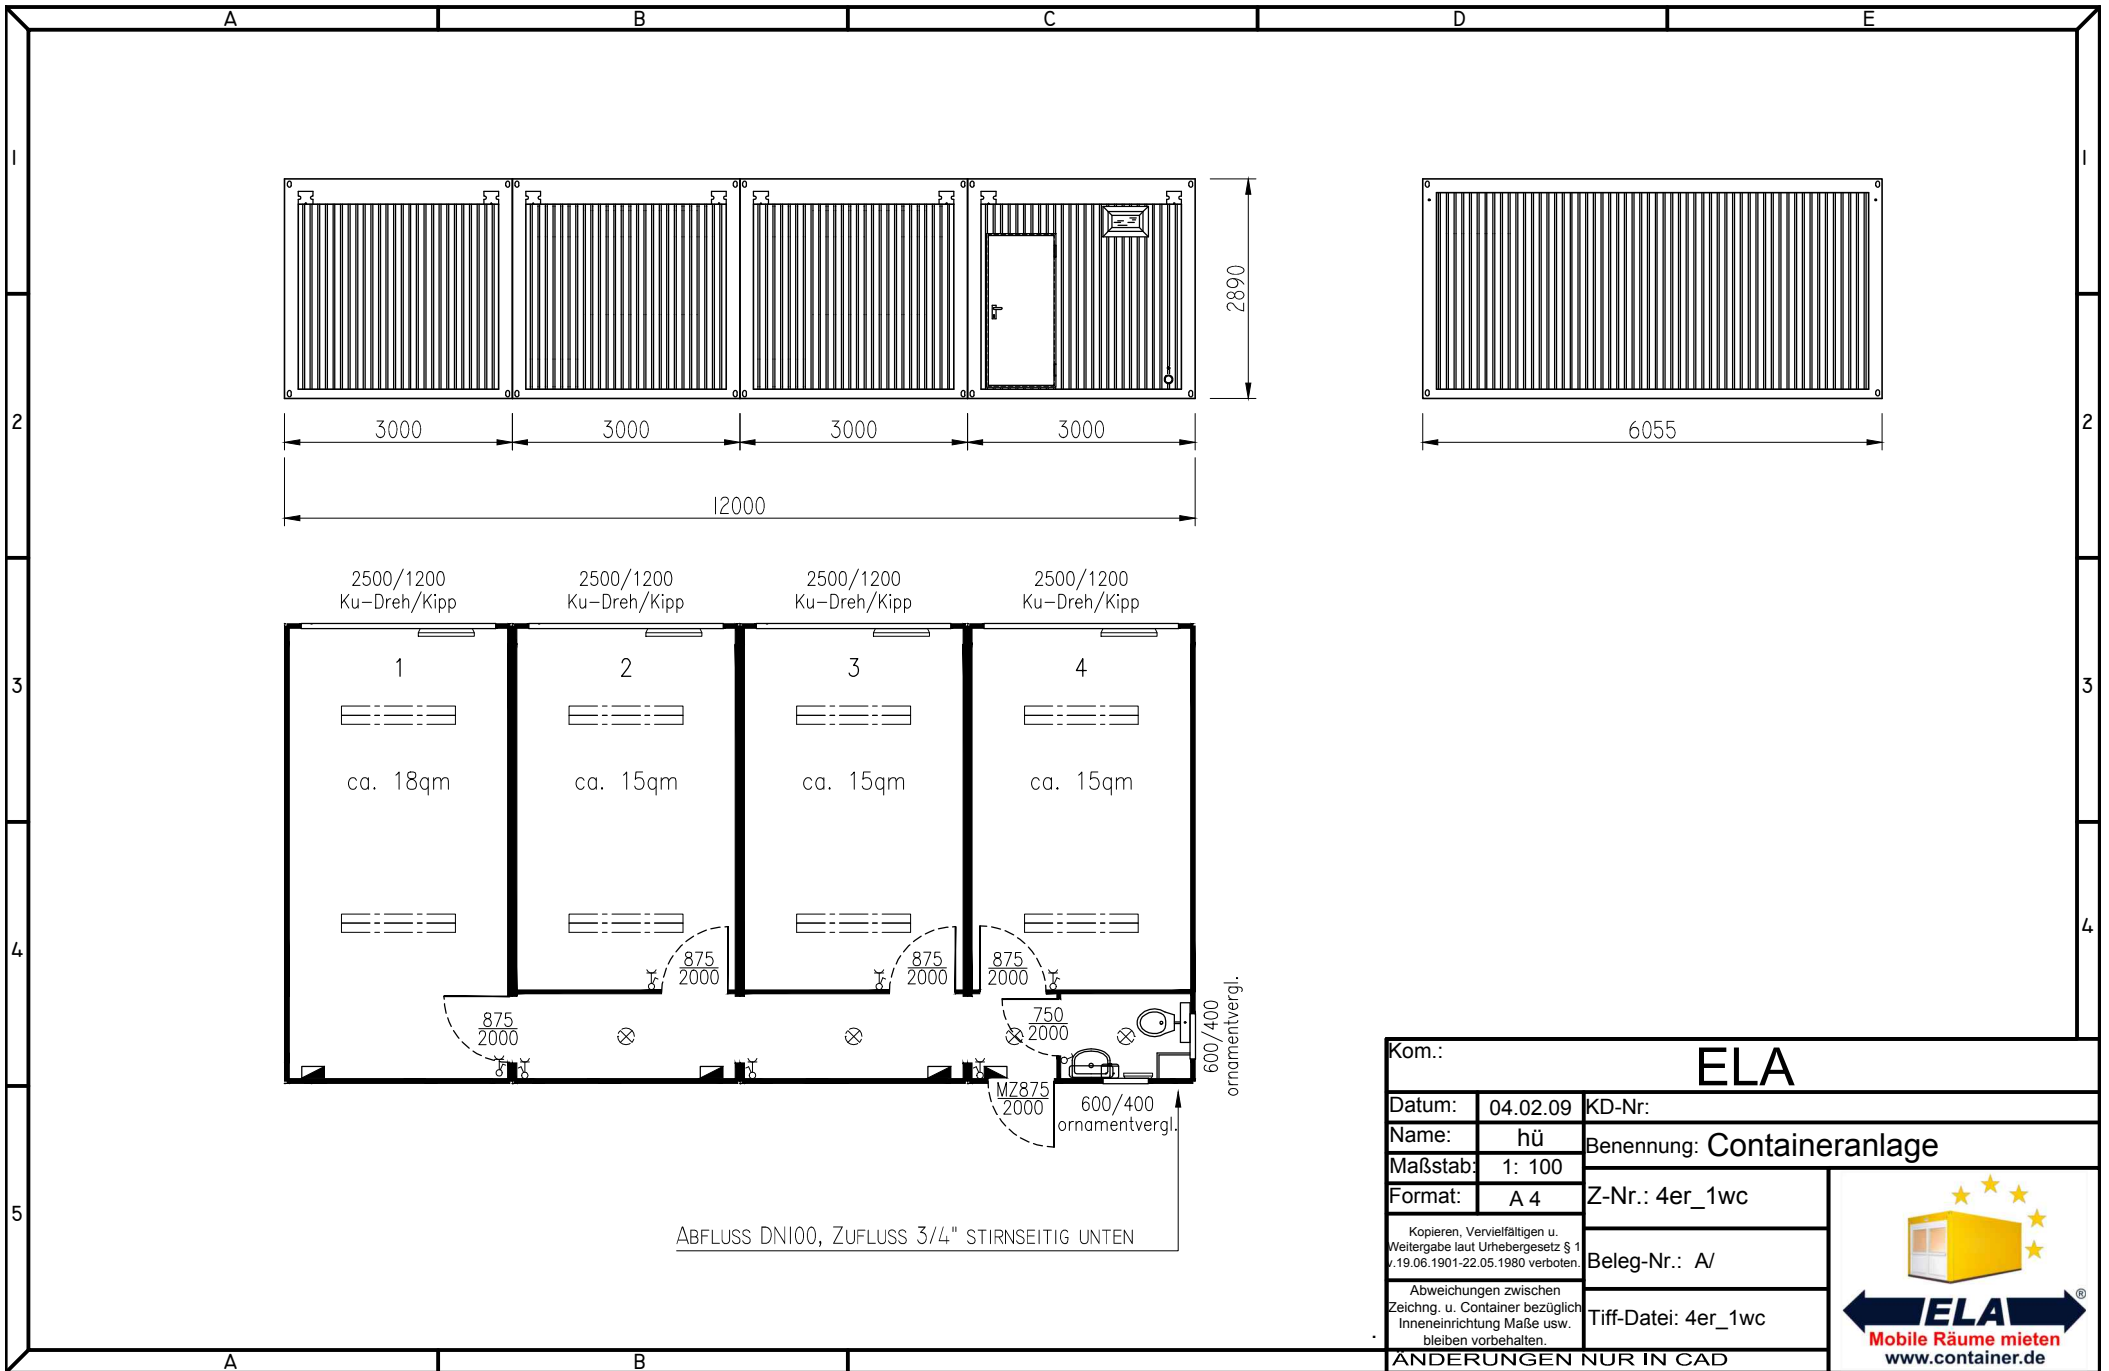 A B C D E
1 1
2890
3000 3000 3000 3000 6055
2 2
12000
2500/1200 2500/1200 2500/1200 2500/1200
Ku-Dreh/Kipp Ku-Dreh/Kipp Ku-Dreh/Kipp Ku-Dreh/Kipp
1 2 3 4
3 3
ca. 18qm ca. 15qm ca. 15qm ca. 15qm
4 4
875 875 875
2000 2000 2000
875 750
2000 2000
600/400
ornamentvergl.
MZ875
2000
600/400
ornamentvergl.
5
ABFLUSS DN100, ZUFLUSS 3/4" STIRNSEITIG UNTEN
Kom.: ELA
Datum: 04.02.09 KD-Nr:
Name: hü
Benennung: Containeranlage
Maßstab: 1: 100
Format: A 4
Z-Nr.: 4er_1wc
Kopieren, Vervielfältigen u.
Weitergabe laut Urhebergesetz § 1
v.19.06.1901-22.05.1980 verboten.
Beleg-Nr.: A/
Abweichungen zwischen
Zeichng. u. Container bezüglich
Inneneinrichtung Maße usw.
bleiben vorbehalten.
Tiff-Datei: 4er_1wc
ÄNDERUNGEN NUR IN CAD
ELA®
Mobile Räume mieten
www.container.de
A B